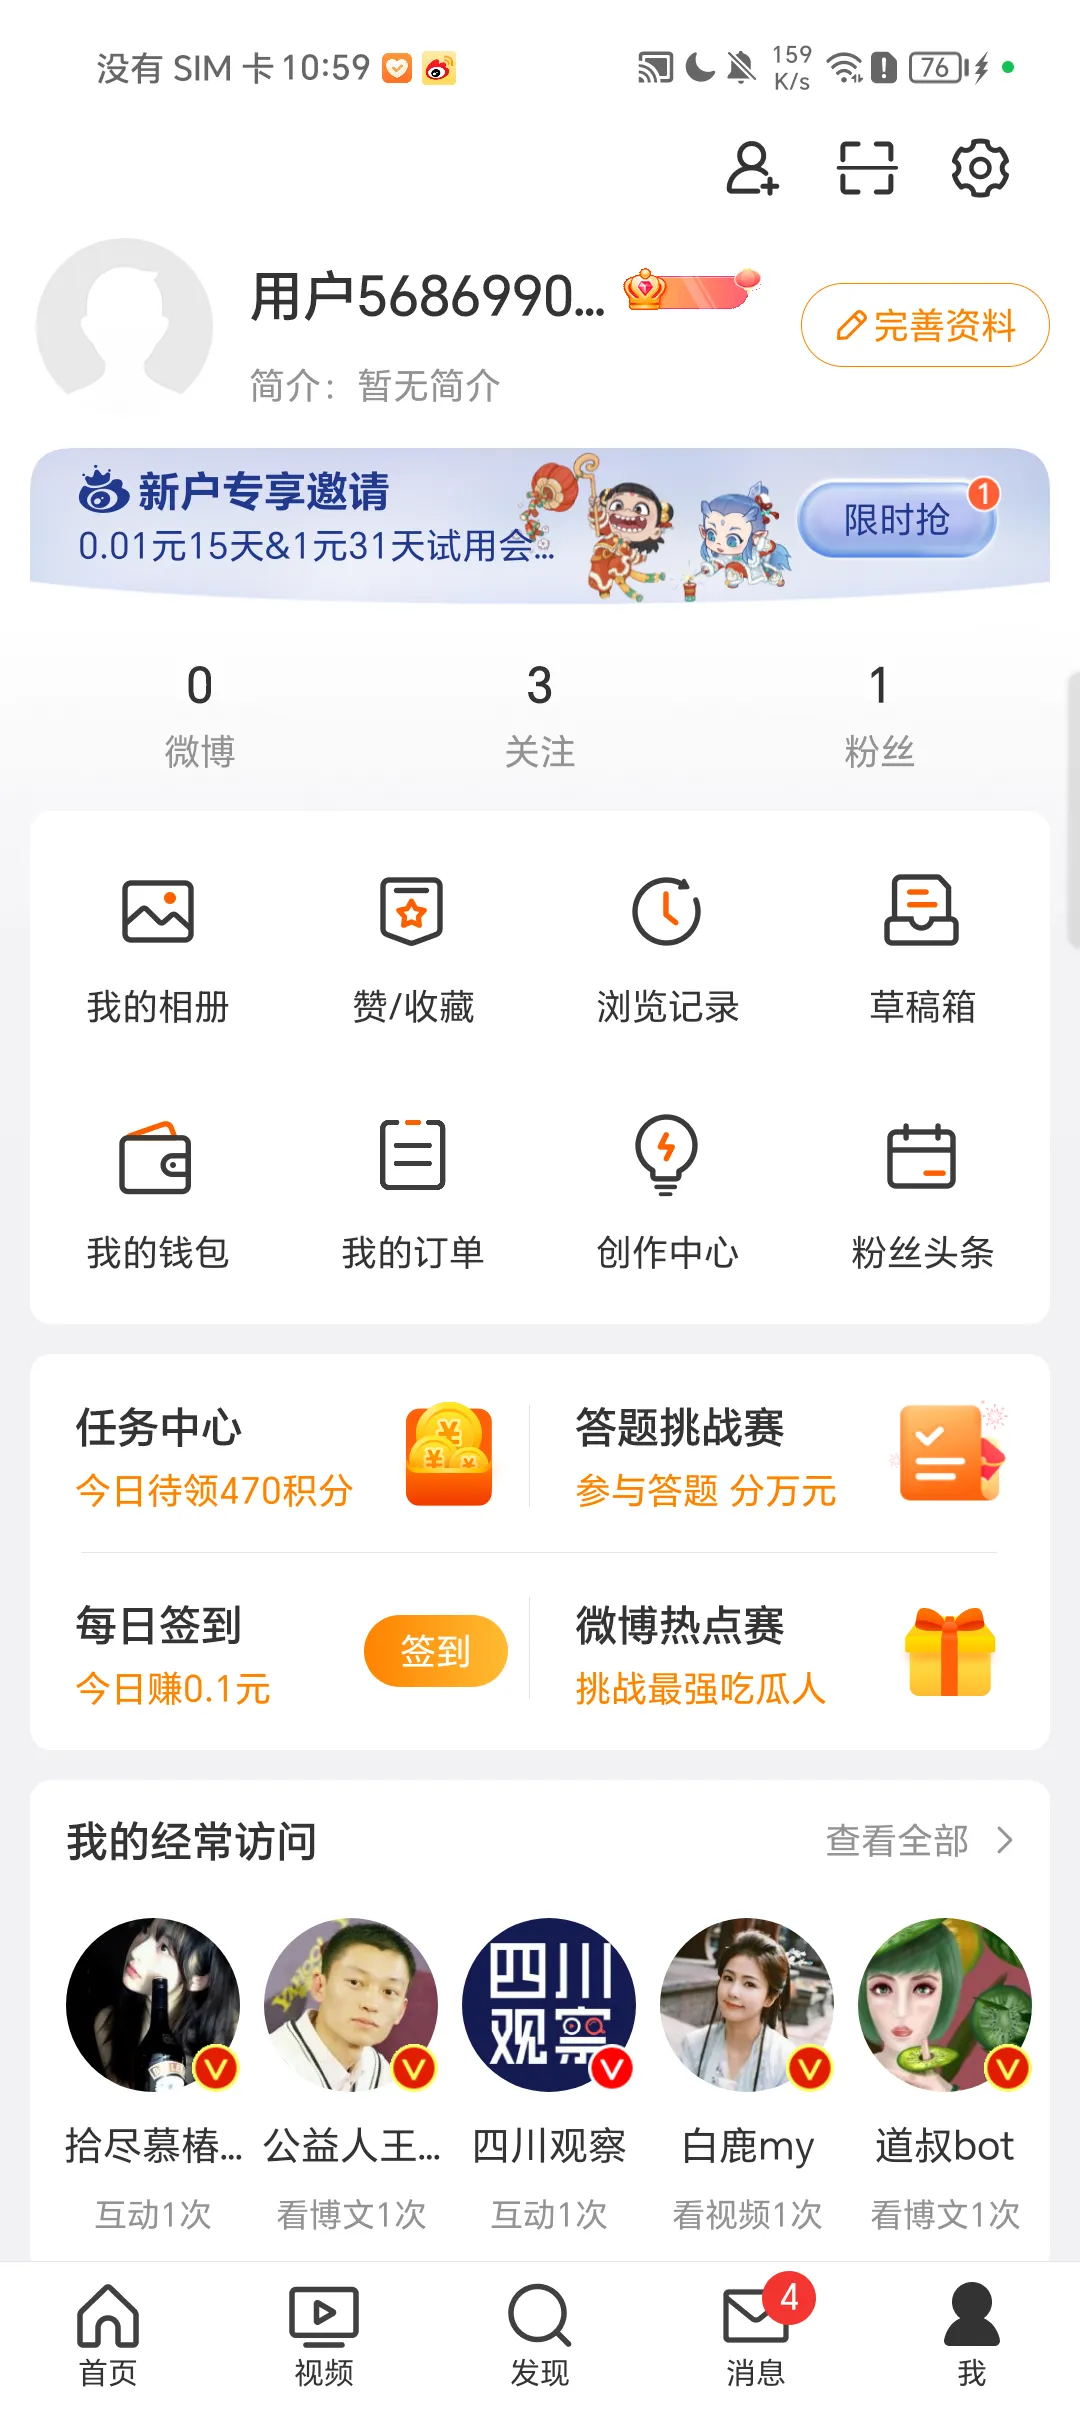 没有 SIM 卡 10:59
159 K/s
76
用户5686990...
完善资料
简介：暂无简介
新户专享邀请
0.01元15天&1元31天试用会...
限时抢
1
0
3
1
微博
关注
粉丝
我的相册
赞/收藏
浏览记录
草稿箱
我的钱包
我的订单
创作中心
粉丝头条
任务中心
今日待领470积分
答题挑战赛
参与答题 分万元
每日签到
今日赚0.1元
签到
微博热点赛
挑战最强吃瓜人
我的经常访问
查看全部
四川
观察
拾尽慕椿...
公益人王...
四川观察
白鹿my
道叔bot
互动1次
看博文1次
互动1次
看视频1次
看博文1次
4
首页
视频
发现
消息
我